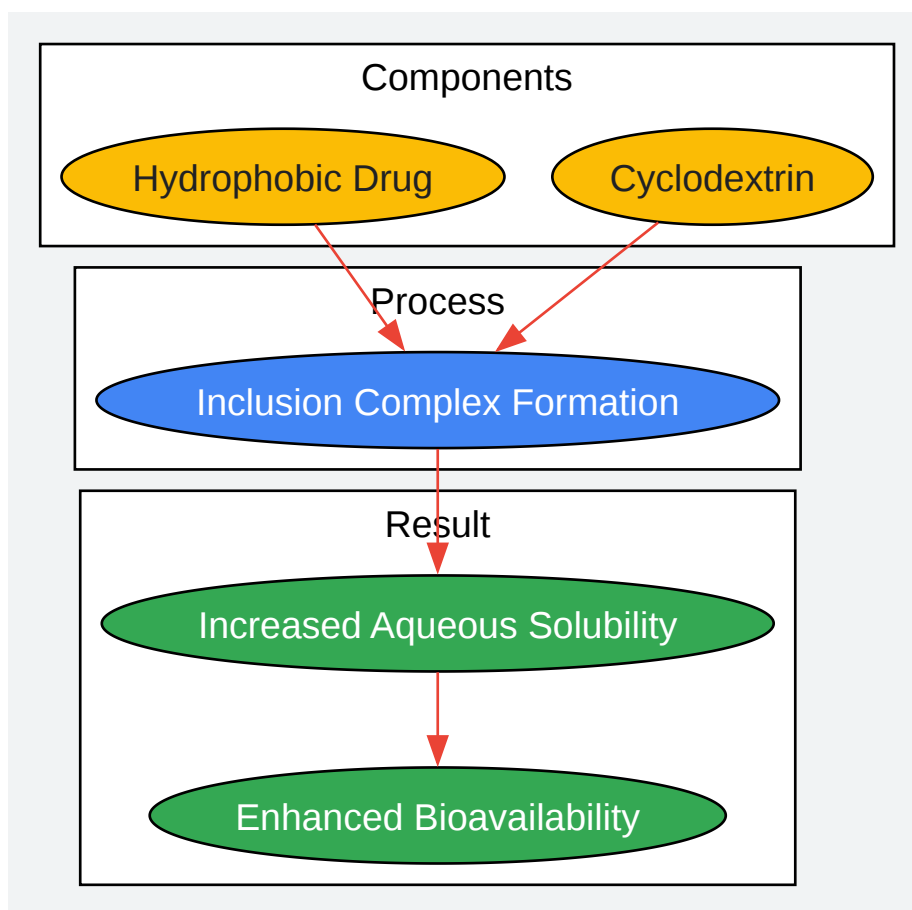 Components
Hydrophobic Drug
Cyclodextrin
Process
Inclusion Complex Formation
Result
Increased Aqueous Solubility
Enhanced Bioavailability